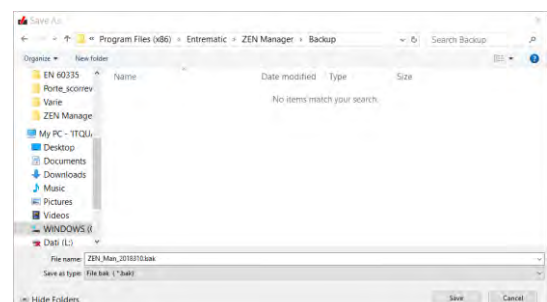 Save As
« Program Files (x86) > Entrematic > ZEN Manager > Backup
Search Backup
Organize
New folder
Name
Date modified
Type
Size
EN 60335
Porte_scorrev
Varie
ZEN Manage
My PC - 'ITQU
Desktop
Documents
Downloads
Music
Pictures
Videos
WINDOWS (
Dati (L:)
No items match your search.
File name: ZEN_Man_2018310.bak
Save as type: File bak (*.bak)
Hide Folders
Save
Cancel